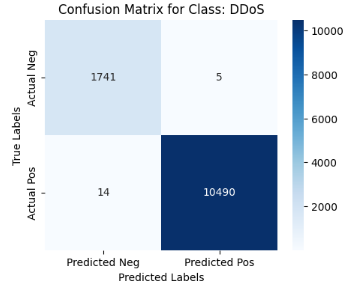 Confusion Matrix for Class: DDoS
10000
8000
6000
4000
2000
True Labels
Actual Neg
Actual Pos
1741 5
14 10490
Predicted Neg Predicted Pos
Predicted Labels